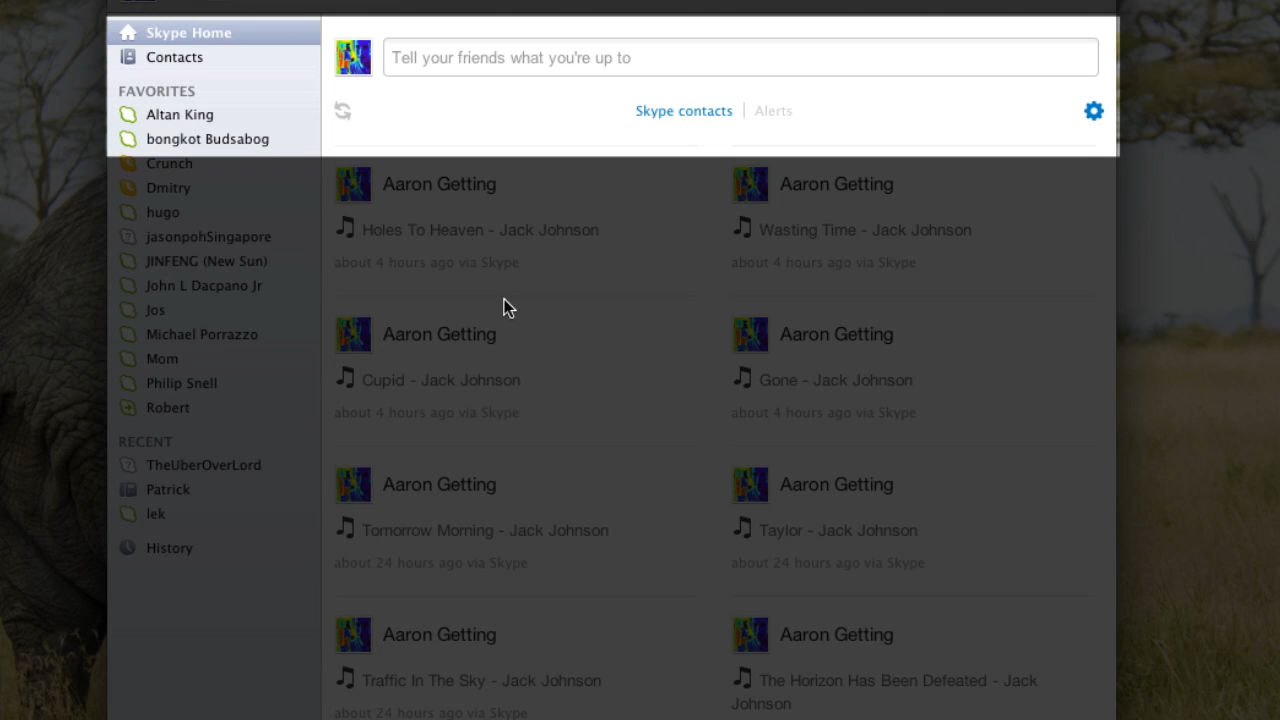 Skype Home
Contacts
FAVORITES
Altan King
bongkot Budsabog
Crunch
Dmitry
hugo
jasonpohSingapore
JINFENG (New Sun)
John L Dacpano Jr
Jos
Michael Porrazzo
Mom
Philip Snell
Robert
RECENT
TheUberOverLord
Patrick
lek
History
Tell your friends what you're up to
Skype contacts
Alerts
Aaron Getting
Holes To Heaven - Jack Johnson
about 4 hours ago via Skype
Aaron Getting
Wasting Time - Jack Johnson
about 4 hours ago via Skype
Aaron Getting
Cupid - Jack Johnson
about 4 hours ago via Skype
Aaron Getting
Gone - Jack Johnson
about 4 hours ago via Skype
Aaron Getting
Tomorrow Morning - Jack Johnson
about 24 hours ago via Skype
Aaron Getting
Taylor - Jack Johnson
about 24 hours ago via Skype
Aaron Getting
Traffic In The Sky - Jack Johnson
about 24 hours ago via Skype
Aaron Getting
The Horizon Has Been Defeated - Jack
Johnson